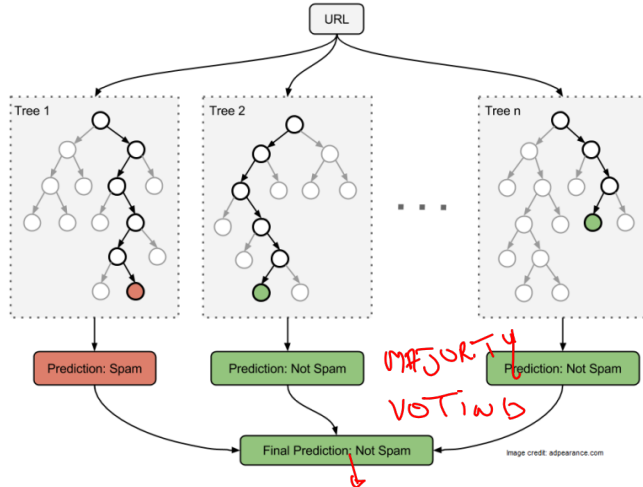 URL
Tree 1
Tree 2
Tree n
Prediction: Spam
Prediction: Not Spam
MAJORTY
Prediction: Not Spam
VOTING
Final Prediction: Not Spam
Image credit: adpearance.com